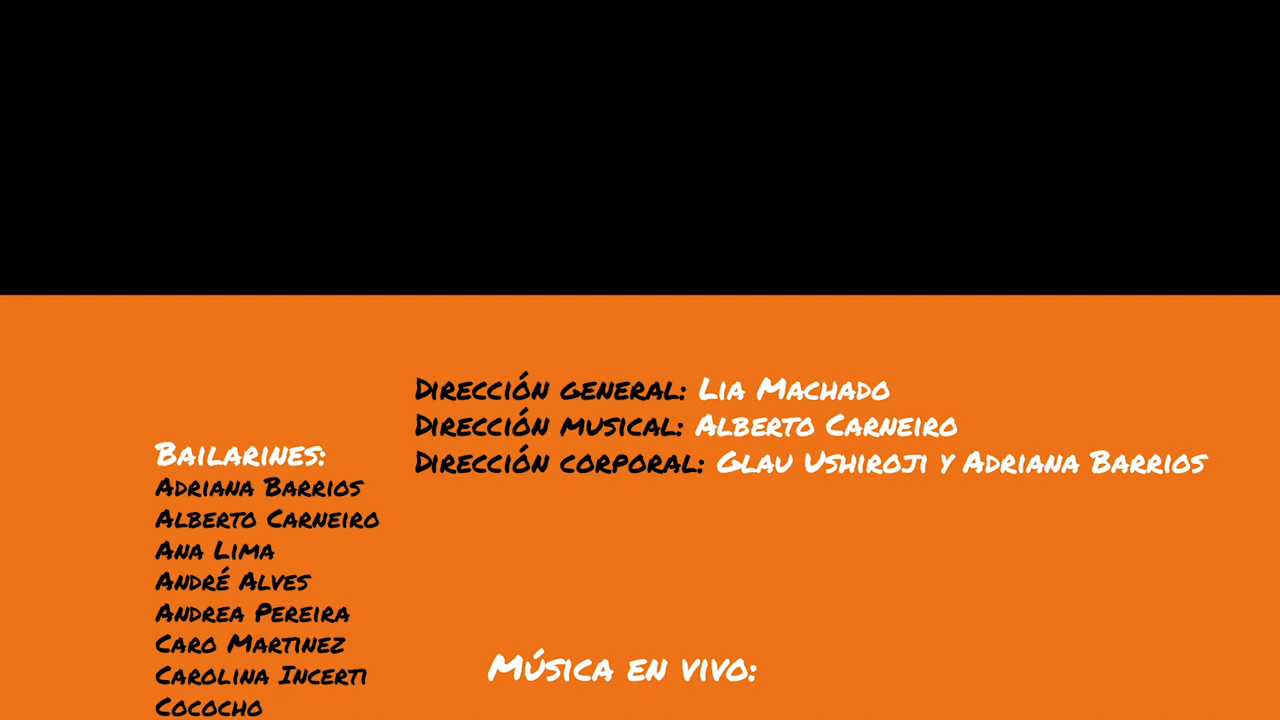 Dirección general: Lia Machado
Dirección musical: Alberto Carneiro
Dirección corporal: Glau Ushiroji y Adriana Barrios
Bailarines:
Adriana Barrios
Alberto Carneiro
Ana Lima
André Alves
Andrea Pereira
Caro Martinez
Carolina Incerti
Cococho
Música en vivo: